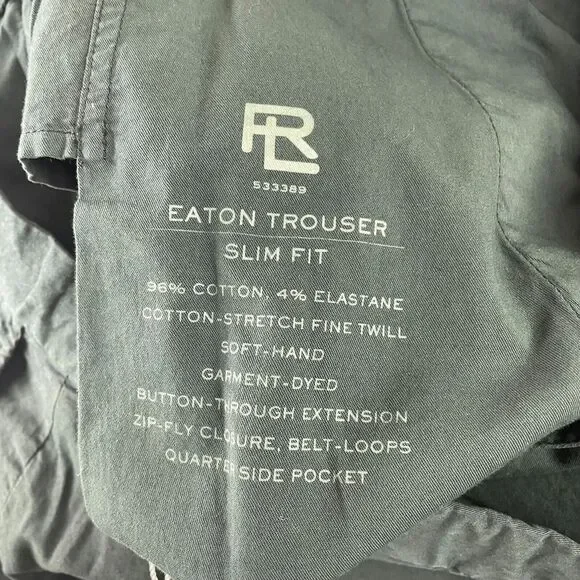 RL
533389
EATON TROUSER
SLIM FIT
96% COTTON, 4% ELASTANE
COTTON-STRETCH FINE TWILL
SOFT-HAND
GARMENT-DYED
BUTTON-THROUGH EXTENSION
ZIP-FLY CLOSURE, BELT-LOOPS
QUARTER SIDE POCKET